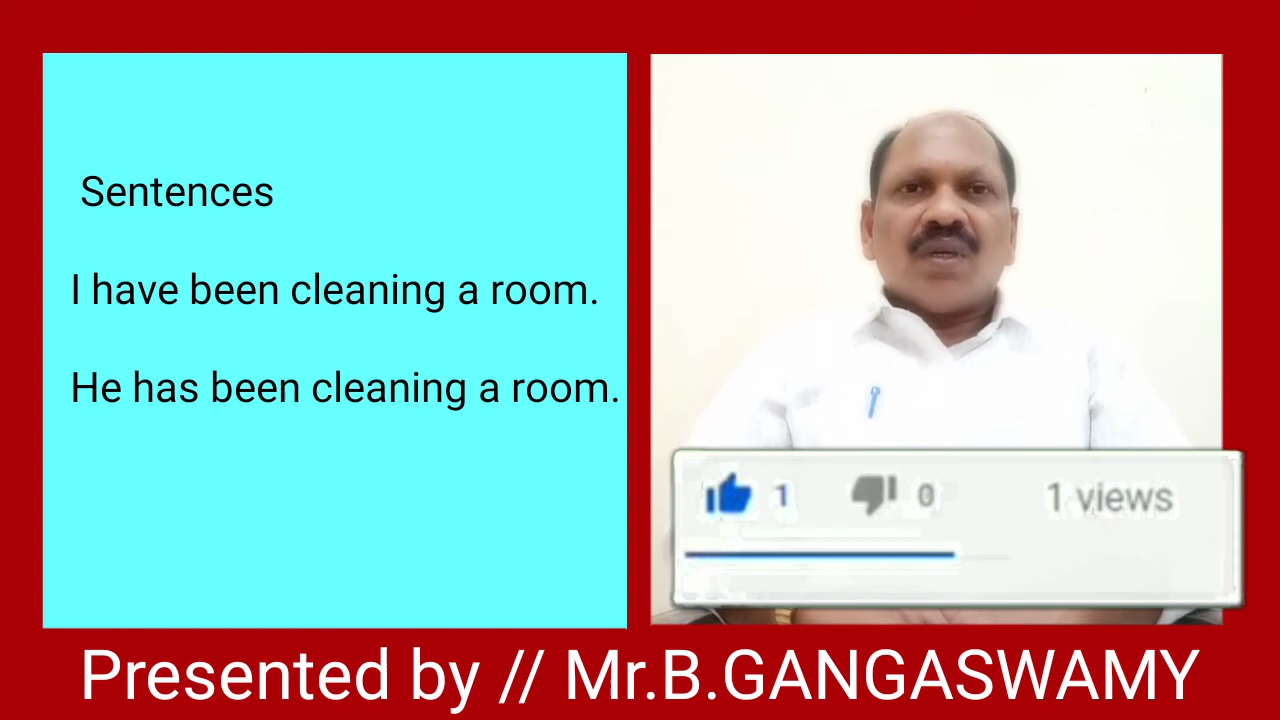 Sentences
I have been cleaning a room.
He has been cleaning a room.
1 0 1 views
Presented by // Mr.B.GANGASWAMY